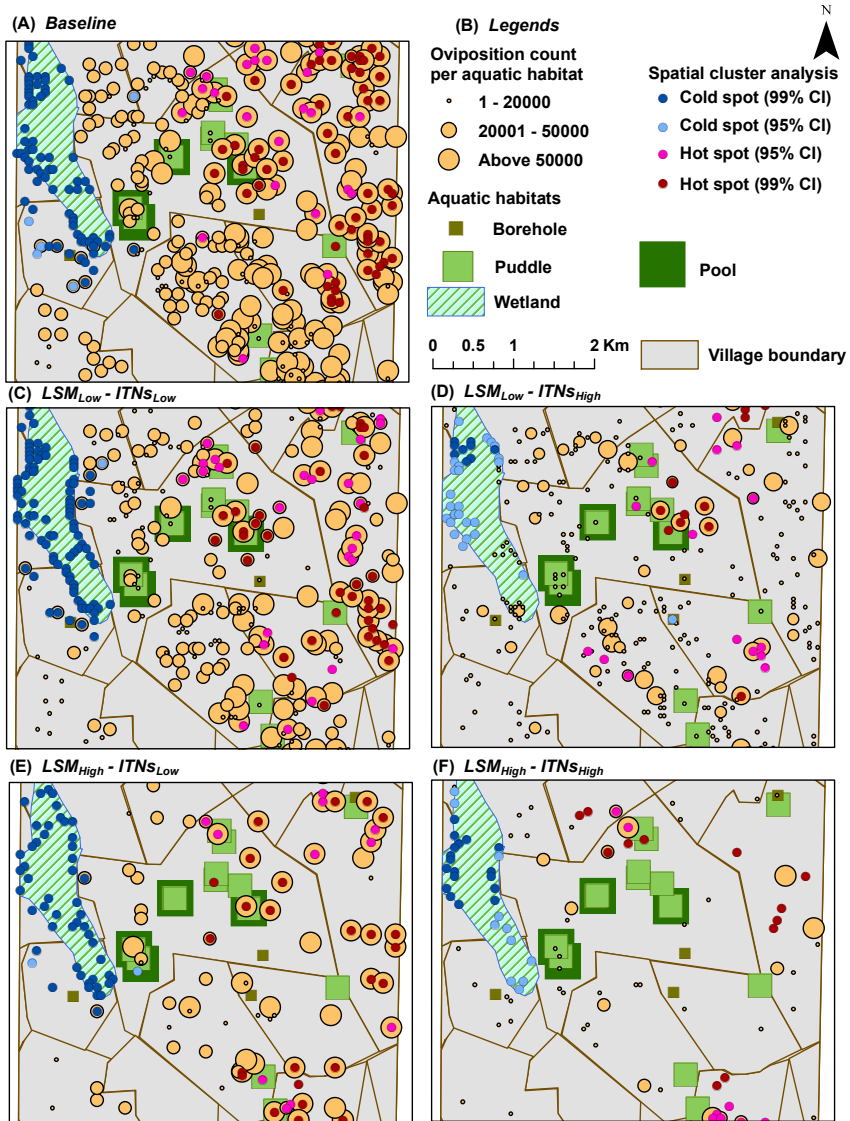 (A) Baseline
(B) Legends
N
Oviposition count
per aquatic habitat
1 - 20000
20001 - 50000
Above 50000
Spatial cluster analysis
Cold spot (99% CI)
Cold spot (95% CI)
Hot spot (95% CI)
Hot spot (99% CI)
Aquatic habitats
Borehole
Puddle
Pool
Wetland
0 0.5 1 2 Km
Village boundary
(C) LSMLow - ITNsLow
(D) LSMLow - ITNsHigh
(E) LSMHigh - ITNsLow
(F) LSMHigh - ITNsHigh